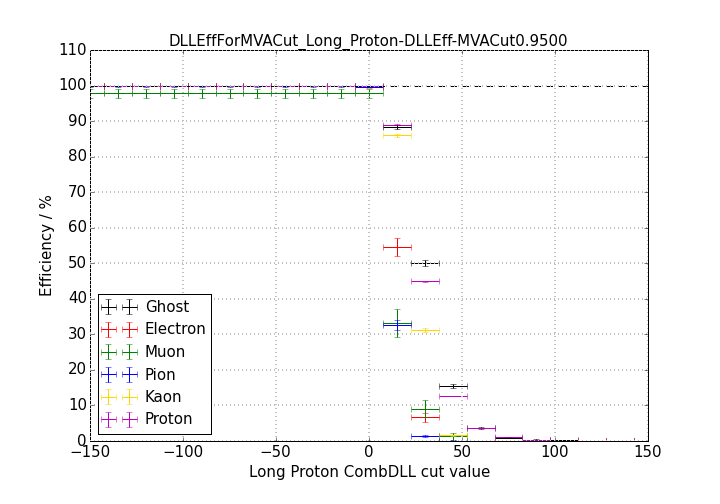 DLLEffForMVACut_Long_Proton-DLLEff-MVACut0.9500
110
100
90
80
70
60
50
40
30
20
10
0
Efficiency / %
Ghost
Electron
Muon
Pion
Kaon
Proton
−150 −100 −50 0 50 100 150
Long Proton CombDLL cut value